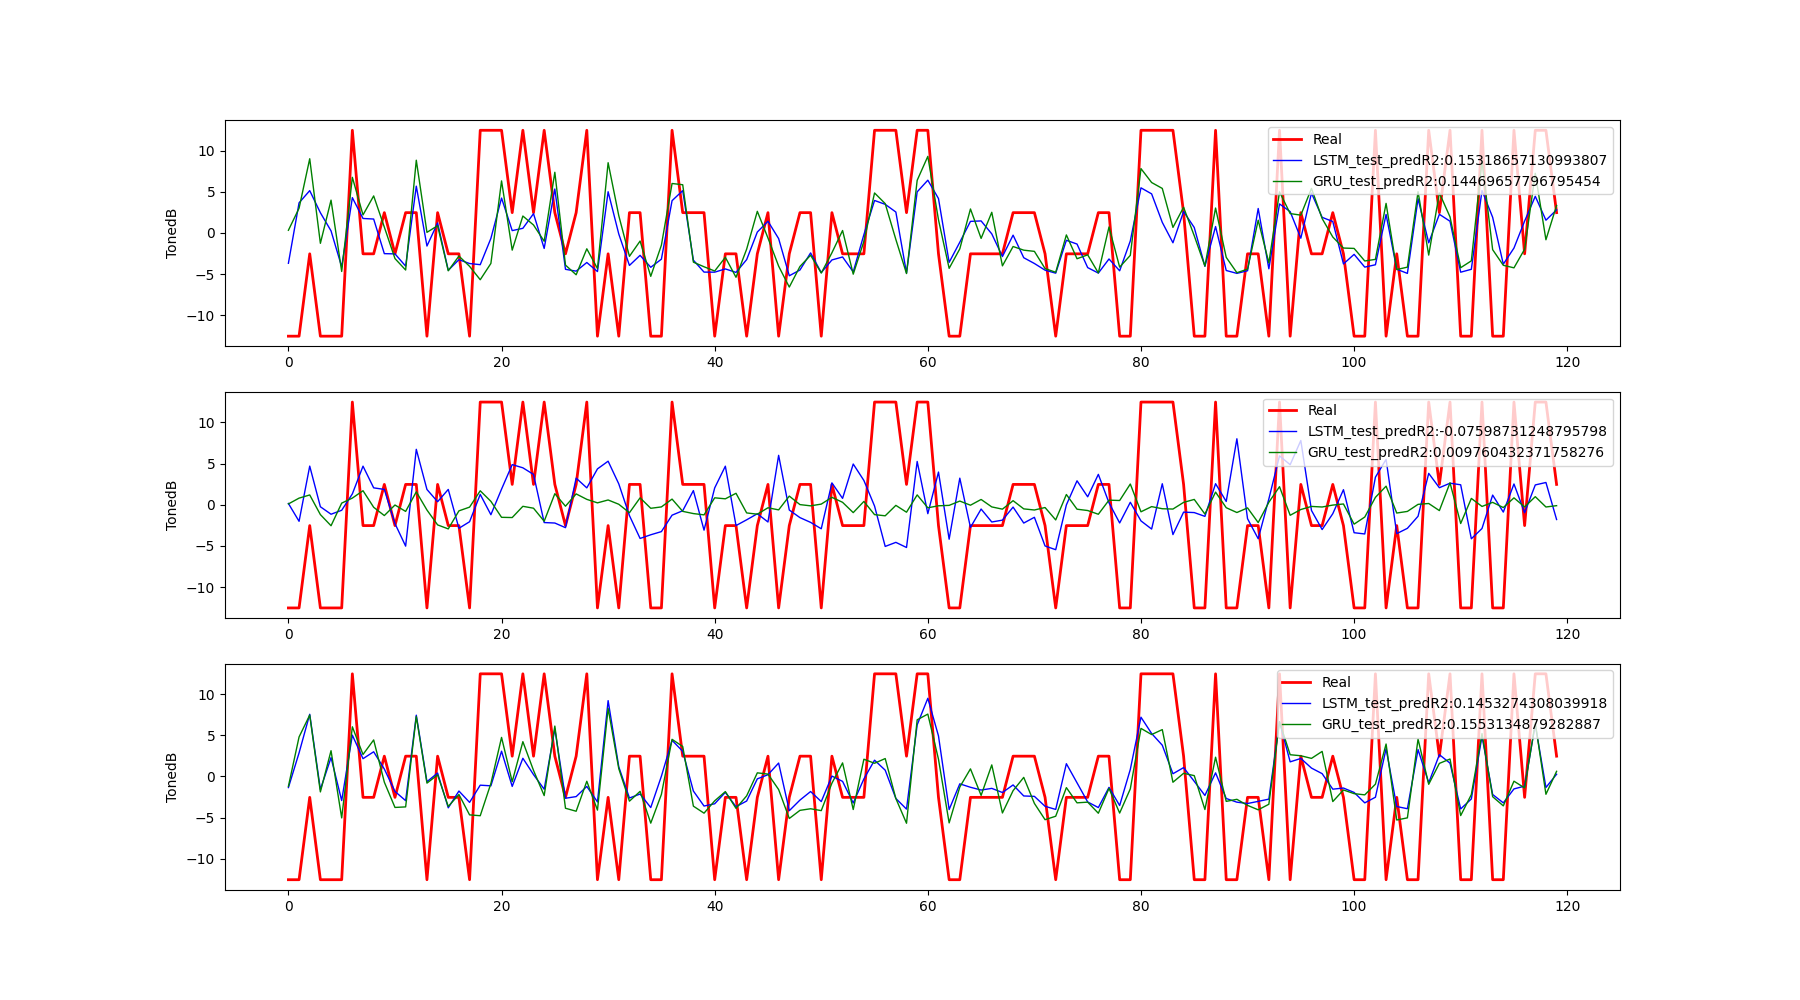 TonedB
10
5
0
−5
−10
Real
LSTM_test_predR2:0.15318657130993807
GRU_test_predR2:0.14469657796795454
0 20 40 60 80 100 120
TonedB
10
5
0
−5
−10
Real
LSTM_test_predR2:-0.07598731248795798
GRU_test_predR2:0.009760432371758276
0 20 40 60 80 100 120
TonedB
10
5
0
−5
−10
Real
LSTM_test_predR2:0.1453274308039918
GRU_test_predR2:0.1553134879282887
0 20 40 60 80 100 120